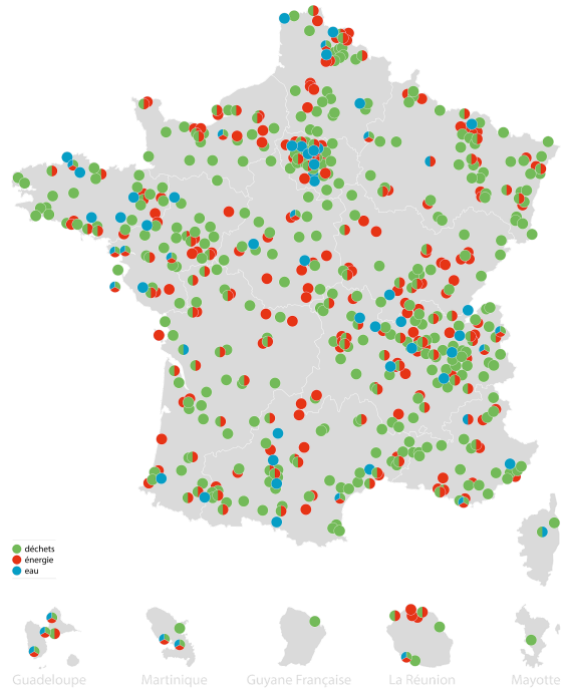 déchets
énergie
eau
Guadeloupe
Martinique
Guyane Française
La Réunion
Mayotte